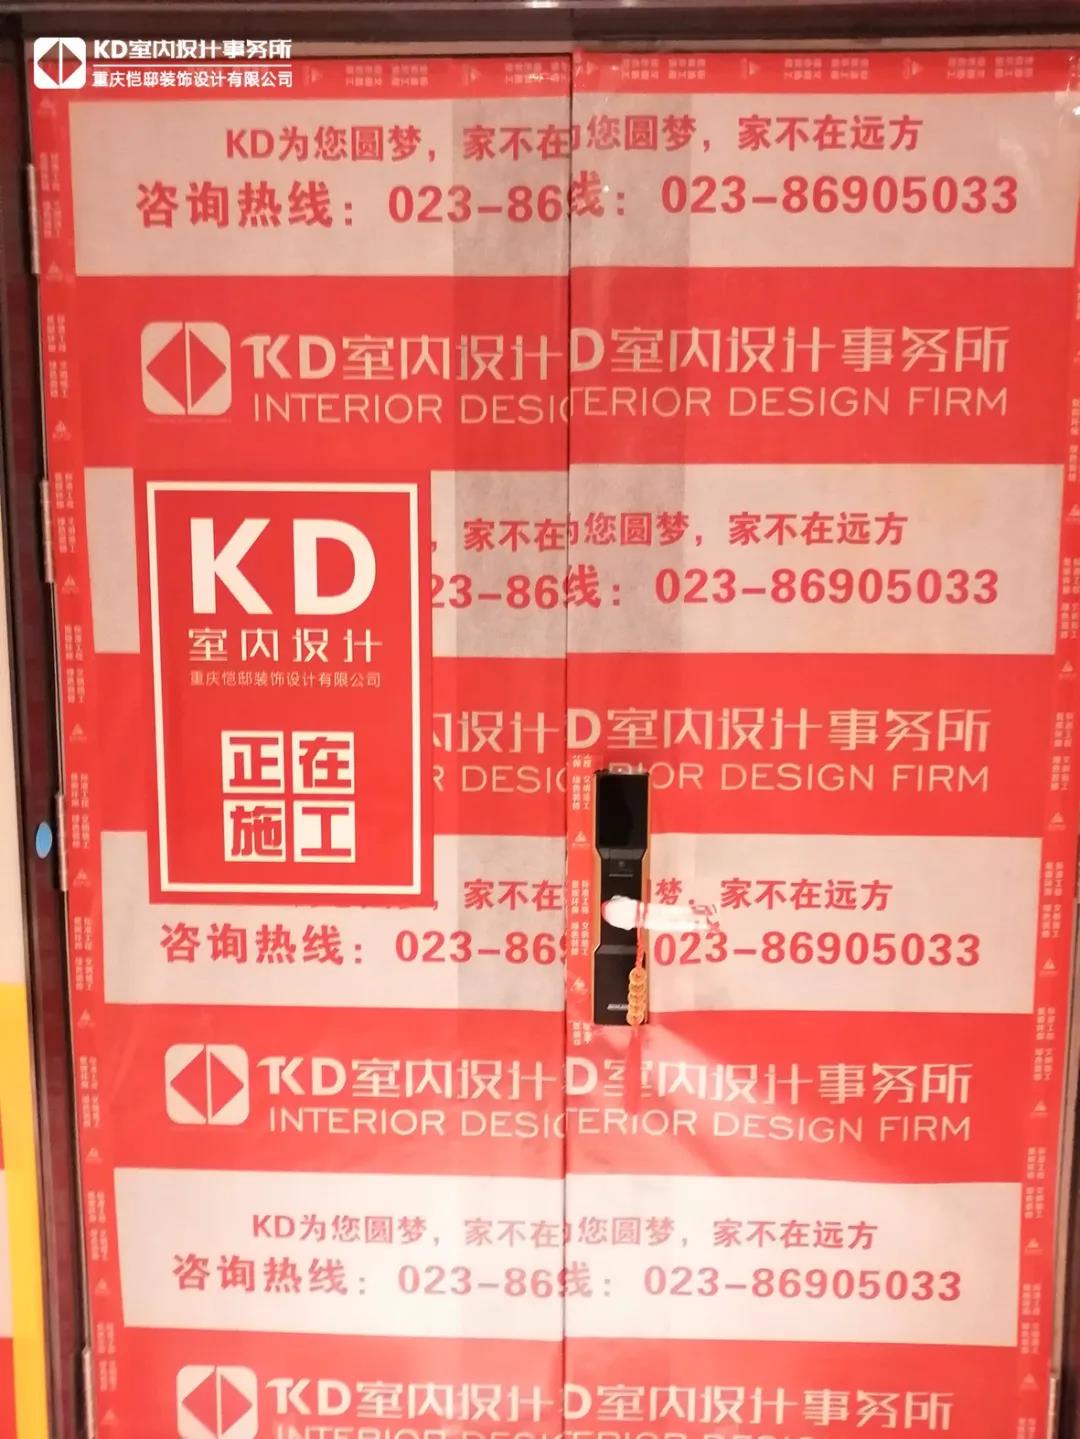 KD室内设计事务所
重庆恺邸装饰设计有限公司
KD为您圆梦，家不在为您圆梦，家不在远方
咨询热线：023-86线：023-86905033
KD室内设计D室内设计事务所
INTERIOR DESIGTERIOR DESIGN FIRM
，家不在为您圆梦，家不在远方
23-86线：023-86905033
KD
室内设计
重庆恺邸装饰设计有限公司
正在
施工
内设计D室内设计事务所
R DESIGRIOR DESIGN FIRM
家不在梦，家不在远方
咨询热线：023-86023-86905033
KD室内设计D室内设计事务所
INTERIOR DESIGTERIOR DESIGN FIRM
KD为您圆梦，家不在为您圆梦，家不在远方
咨询热线：023-86线：023-86905033
KD室内设计D室内设计事务所
INTERIOR DESIGN FIRM